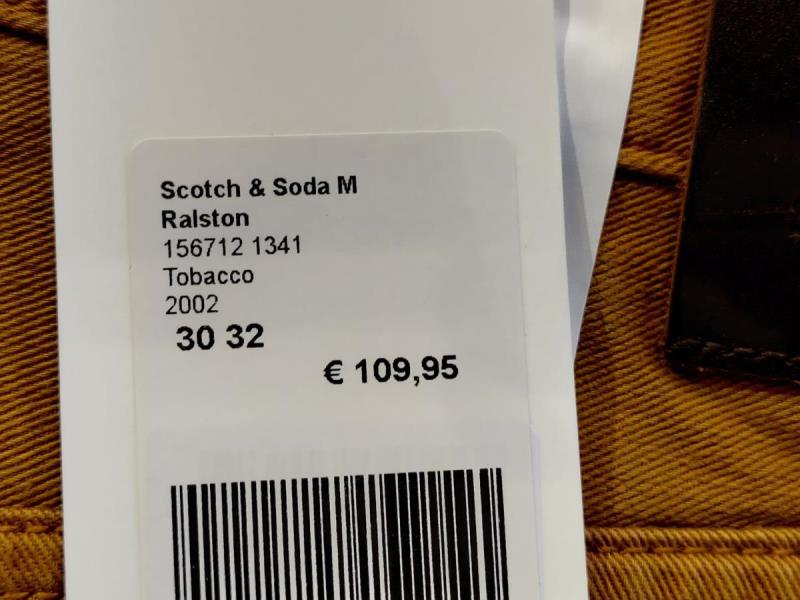 Scotch & Soda M
Ralston
156712 1341
Tobacco
2002
30 32
€ 109,95